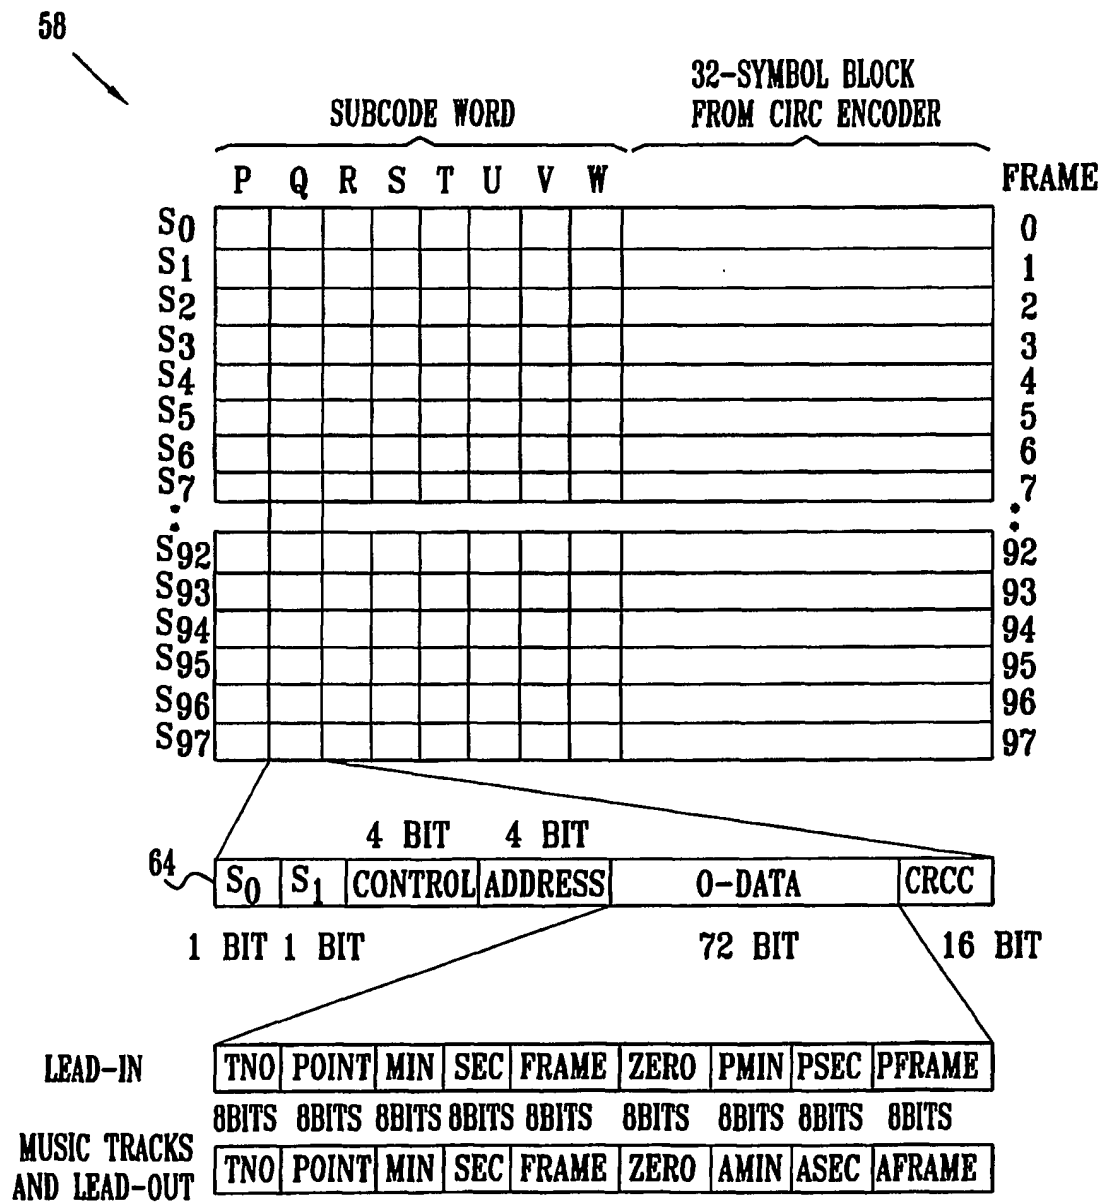 58
32-SYMBOL BLOCK
SUBCODE WORD FROM CIRC ENCODER
P Q R S T U V W FRAME
S0 0
S1 1
S2 2
S3 3
S4 4
S5 5
S6 6
S7 7
S92 92
S93 93
S94 94
S95 95
S96 96
S97 97
4 BIT 4 BIT
64 S0 S1 CONTROL ADDRESS 0-DATA CRCC
1 BIT 1 BIT 72 BIT 16 BIT
LEAD-IN TNO POINT MIN SEC FRAME ZERO PMIN PSEC PFRAME
8BITS 8BITS 8BITS 8BITS 8BITS 8BITS 8BITS 8BITS 8BITS
MUSIC TRACKS
AND LEAD-OUT TNO POINT MIN SEC FRAME ZERO AMIN ASEC AFRAME